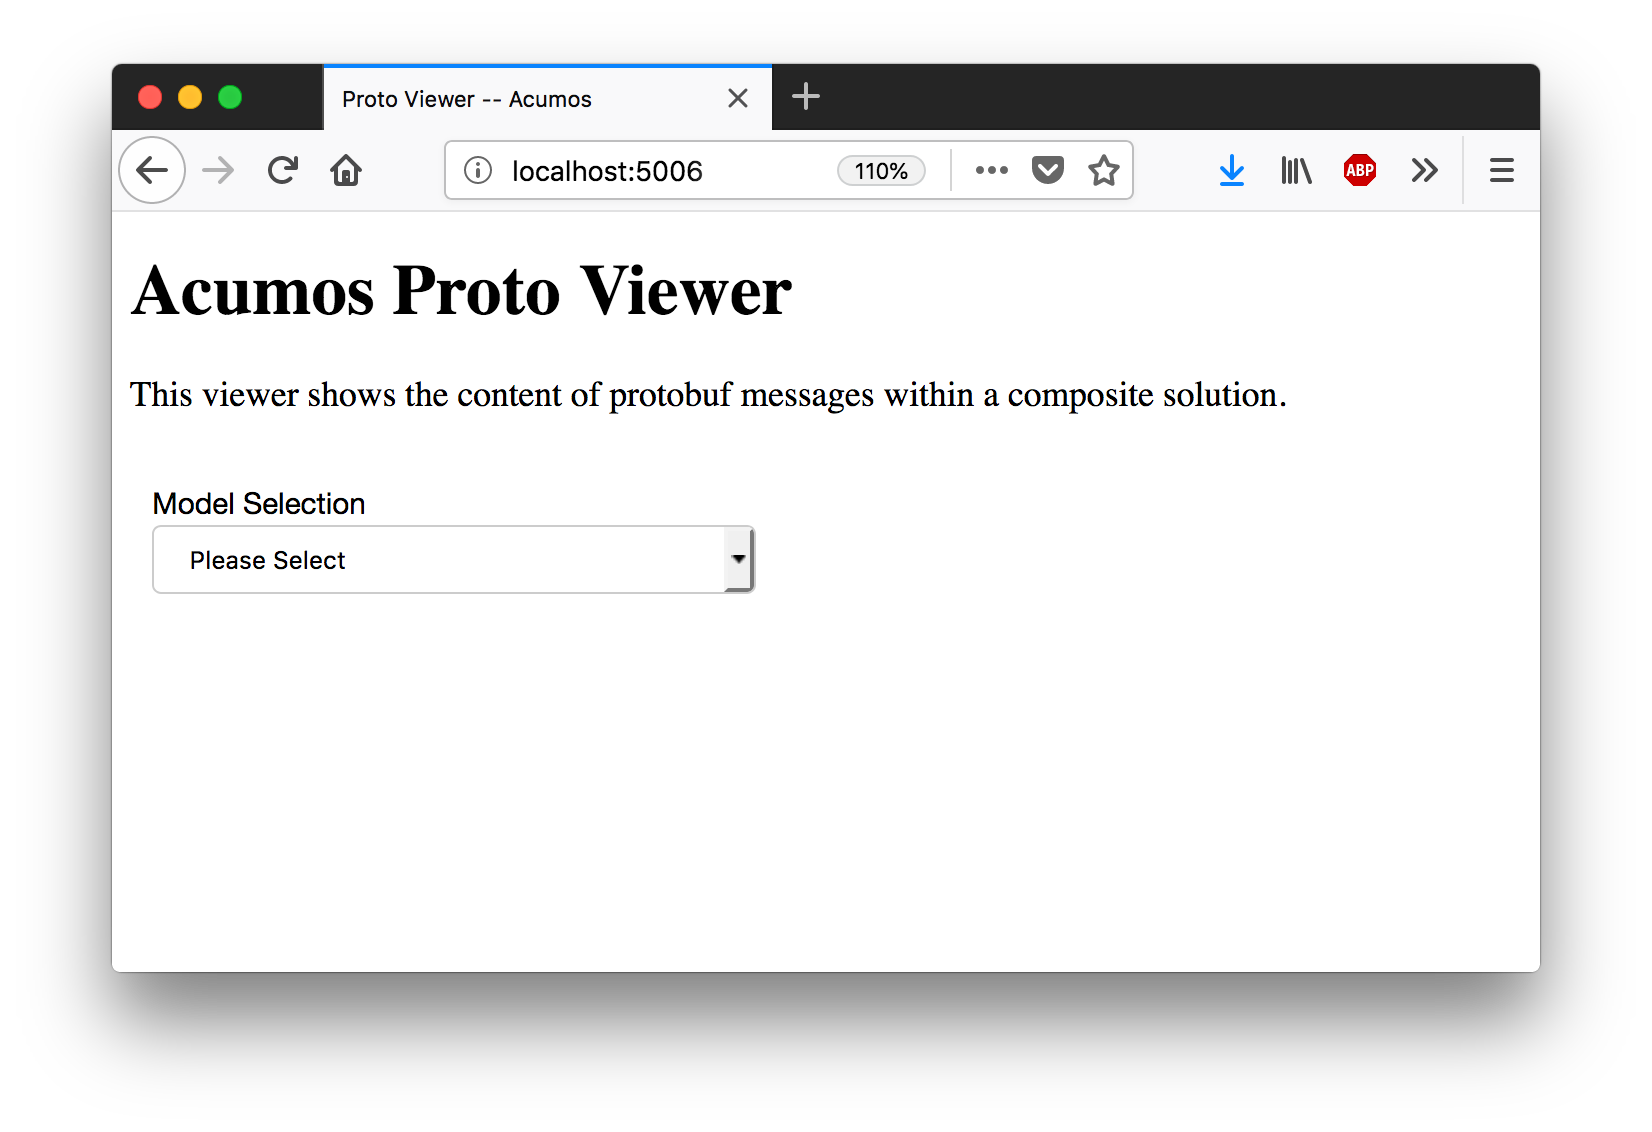 Proto Viewer -- Acumos
localhost:5006
110%
ABP
Acumos Proto Viewer
This viewer shows the content of protobuf messages within a composite solution.
Model Selection
Please Select